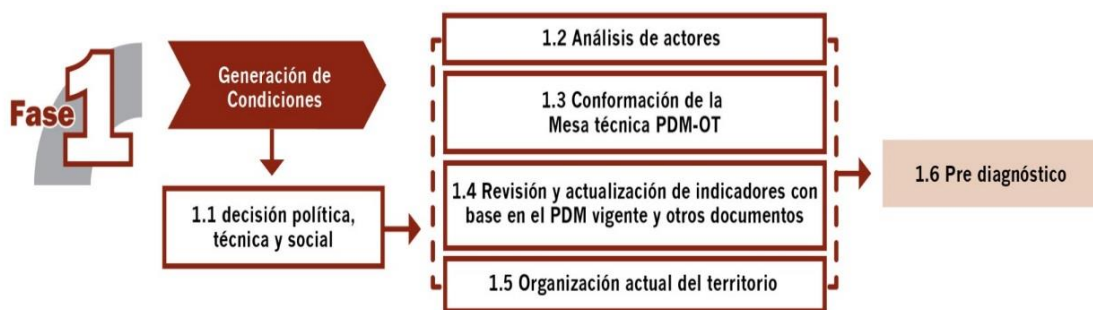 Fase 1
Generación de
Condiciones
1.1 decisión política,
técnica y social
1.2 Análisis de actores
1.3 Conformación de la
Mesa técnica PDM-OT
1.4 Revisión y actualización de indicadores con
base en el PDM vigente y otros documentos
1.5 Organización actual del territorio
1.6 Pre diagnóstico